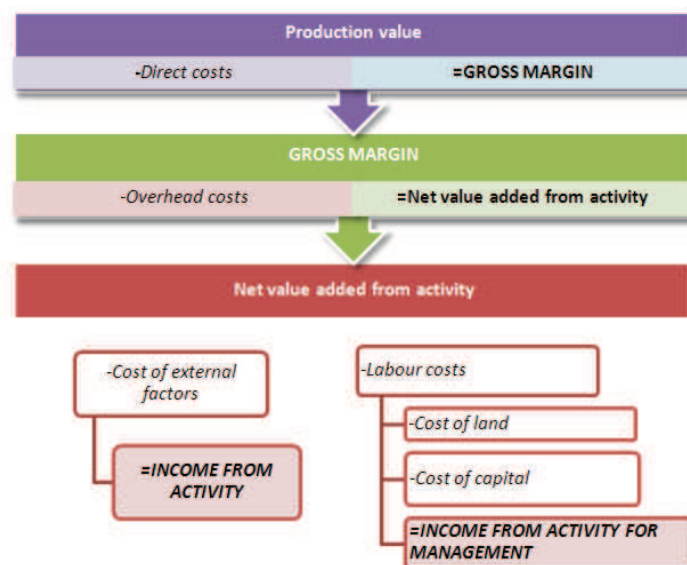 Production value
-Direct costs
=GROSS MARGIN
GROSS MARGIN
-Overhead costs
=Net value added from activity
Net value added from activity
-Cost of external
factors
=INCOME FROM
ACTIVITY
-Labour costs
-Cost of land
-Cost of capital
=INCOME FROM ACTIVITY FOR
MANAGEMENT